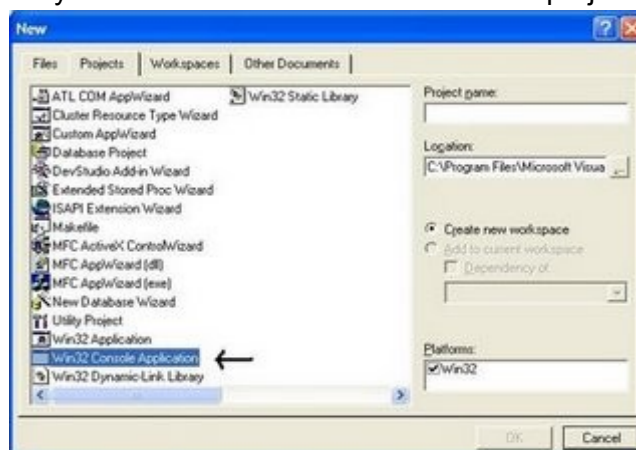 New
Files Projects Workspaces Other Documents
ATL COM AppWizard
Cluster Resource Type Wizard
Custom AppWizard
Database Project
DevStudio Add-in Wizard
Extended Stored Proc Wizard
ISAPI Extension Wizard
Makefile
MFC ActiveX ControlWizard
MFC AppWizard (dll)
MFC AppWizard (exe)
New Database Wizard
Utility Project
Win32 Application
Win32 Console Application
Win32 Dynamic-Link Library
Win32 Static Library
Project name:
Location:
C:\Program Files\Microsoft Visua ...
Create new workspace
Add to current workspace
Dependency of:
Platforms:
Win32
OK Cancel